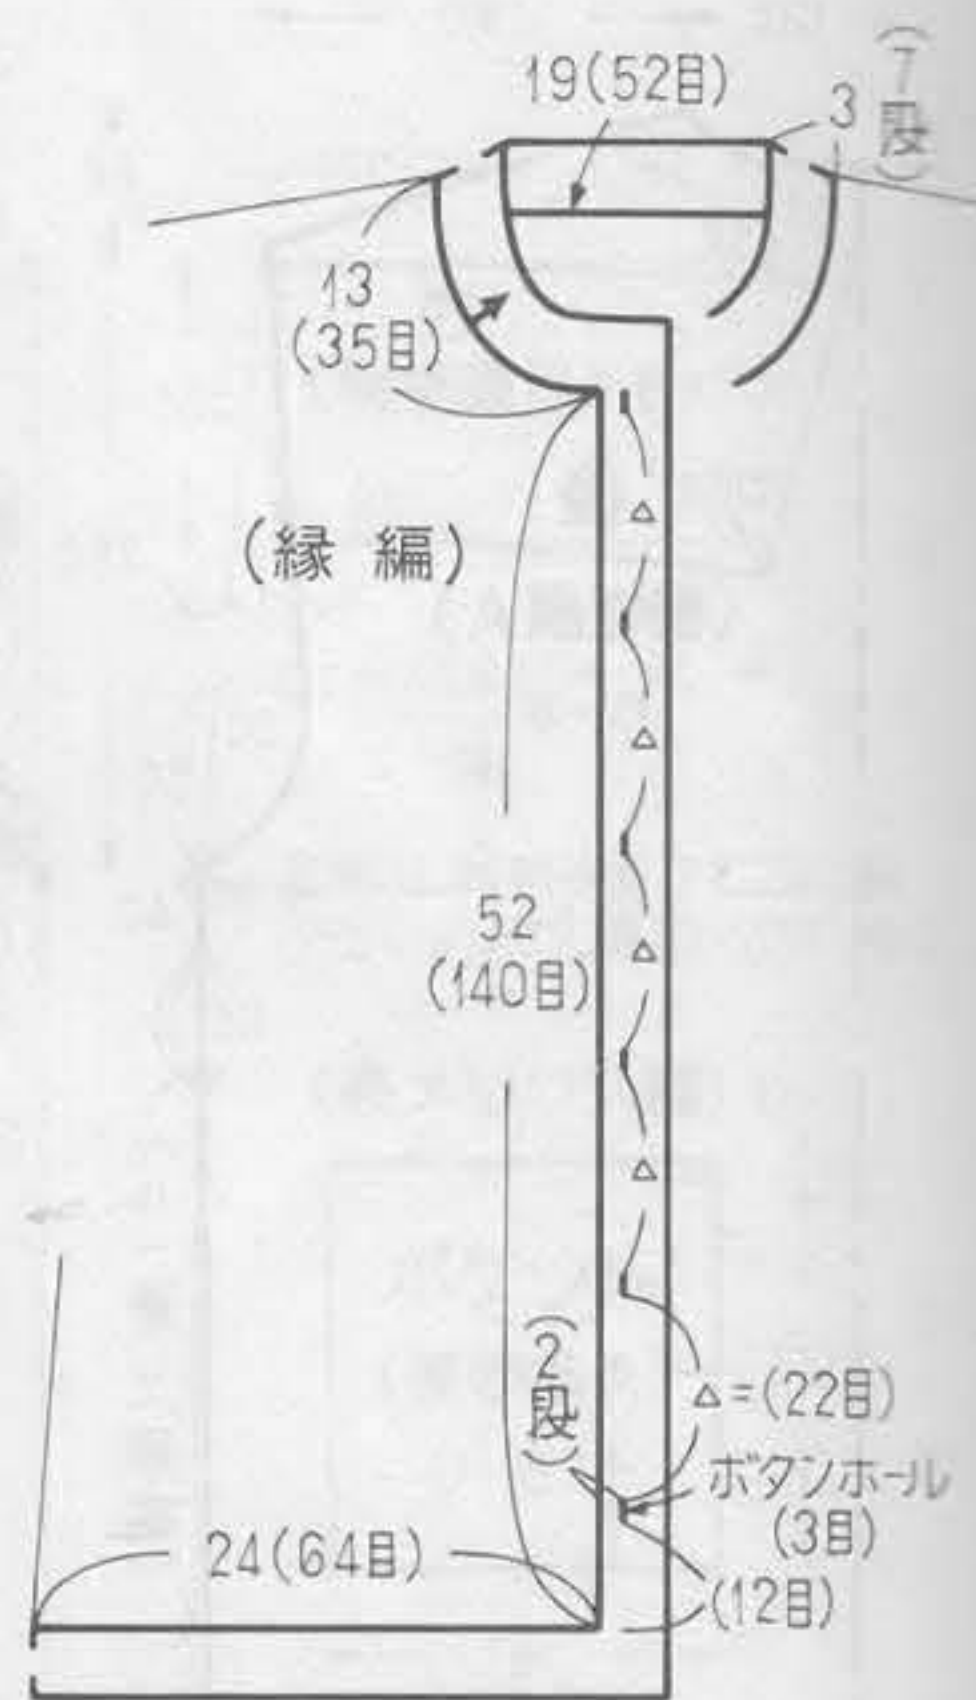 19(52目)
3
(7段)
13
(35目)
(縁 編)
△
△
52
(140目)
△
△
(2段)
△=(22目)
ボタンホール
(3目)
24(64目)
(12目)